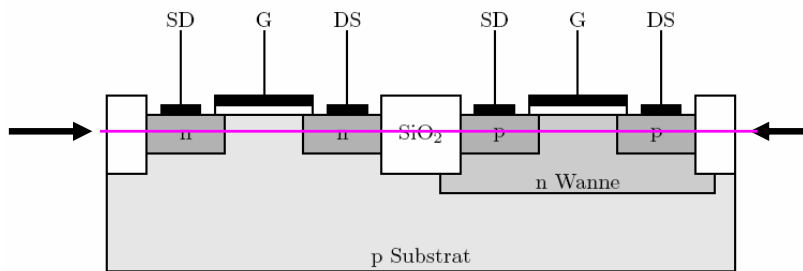 SD G DS SD G DS
n n SiO₂ p p
n Wanne
p Substrat